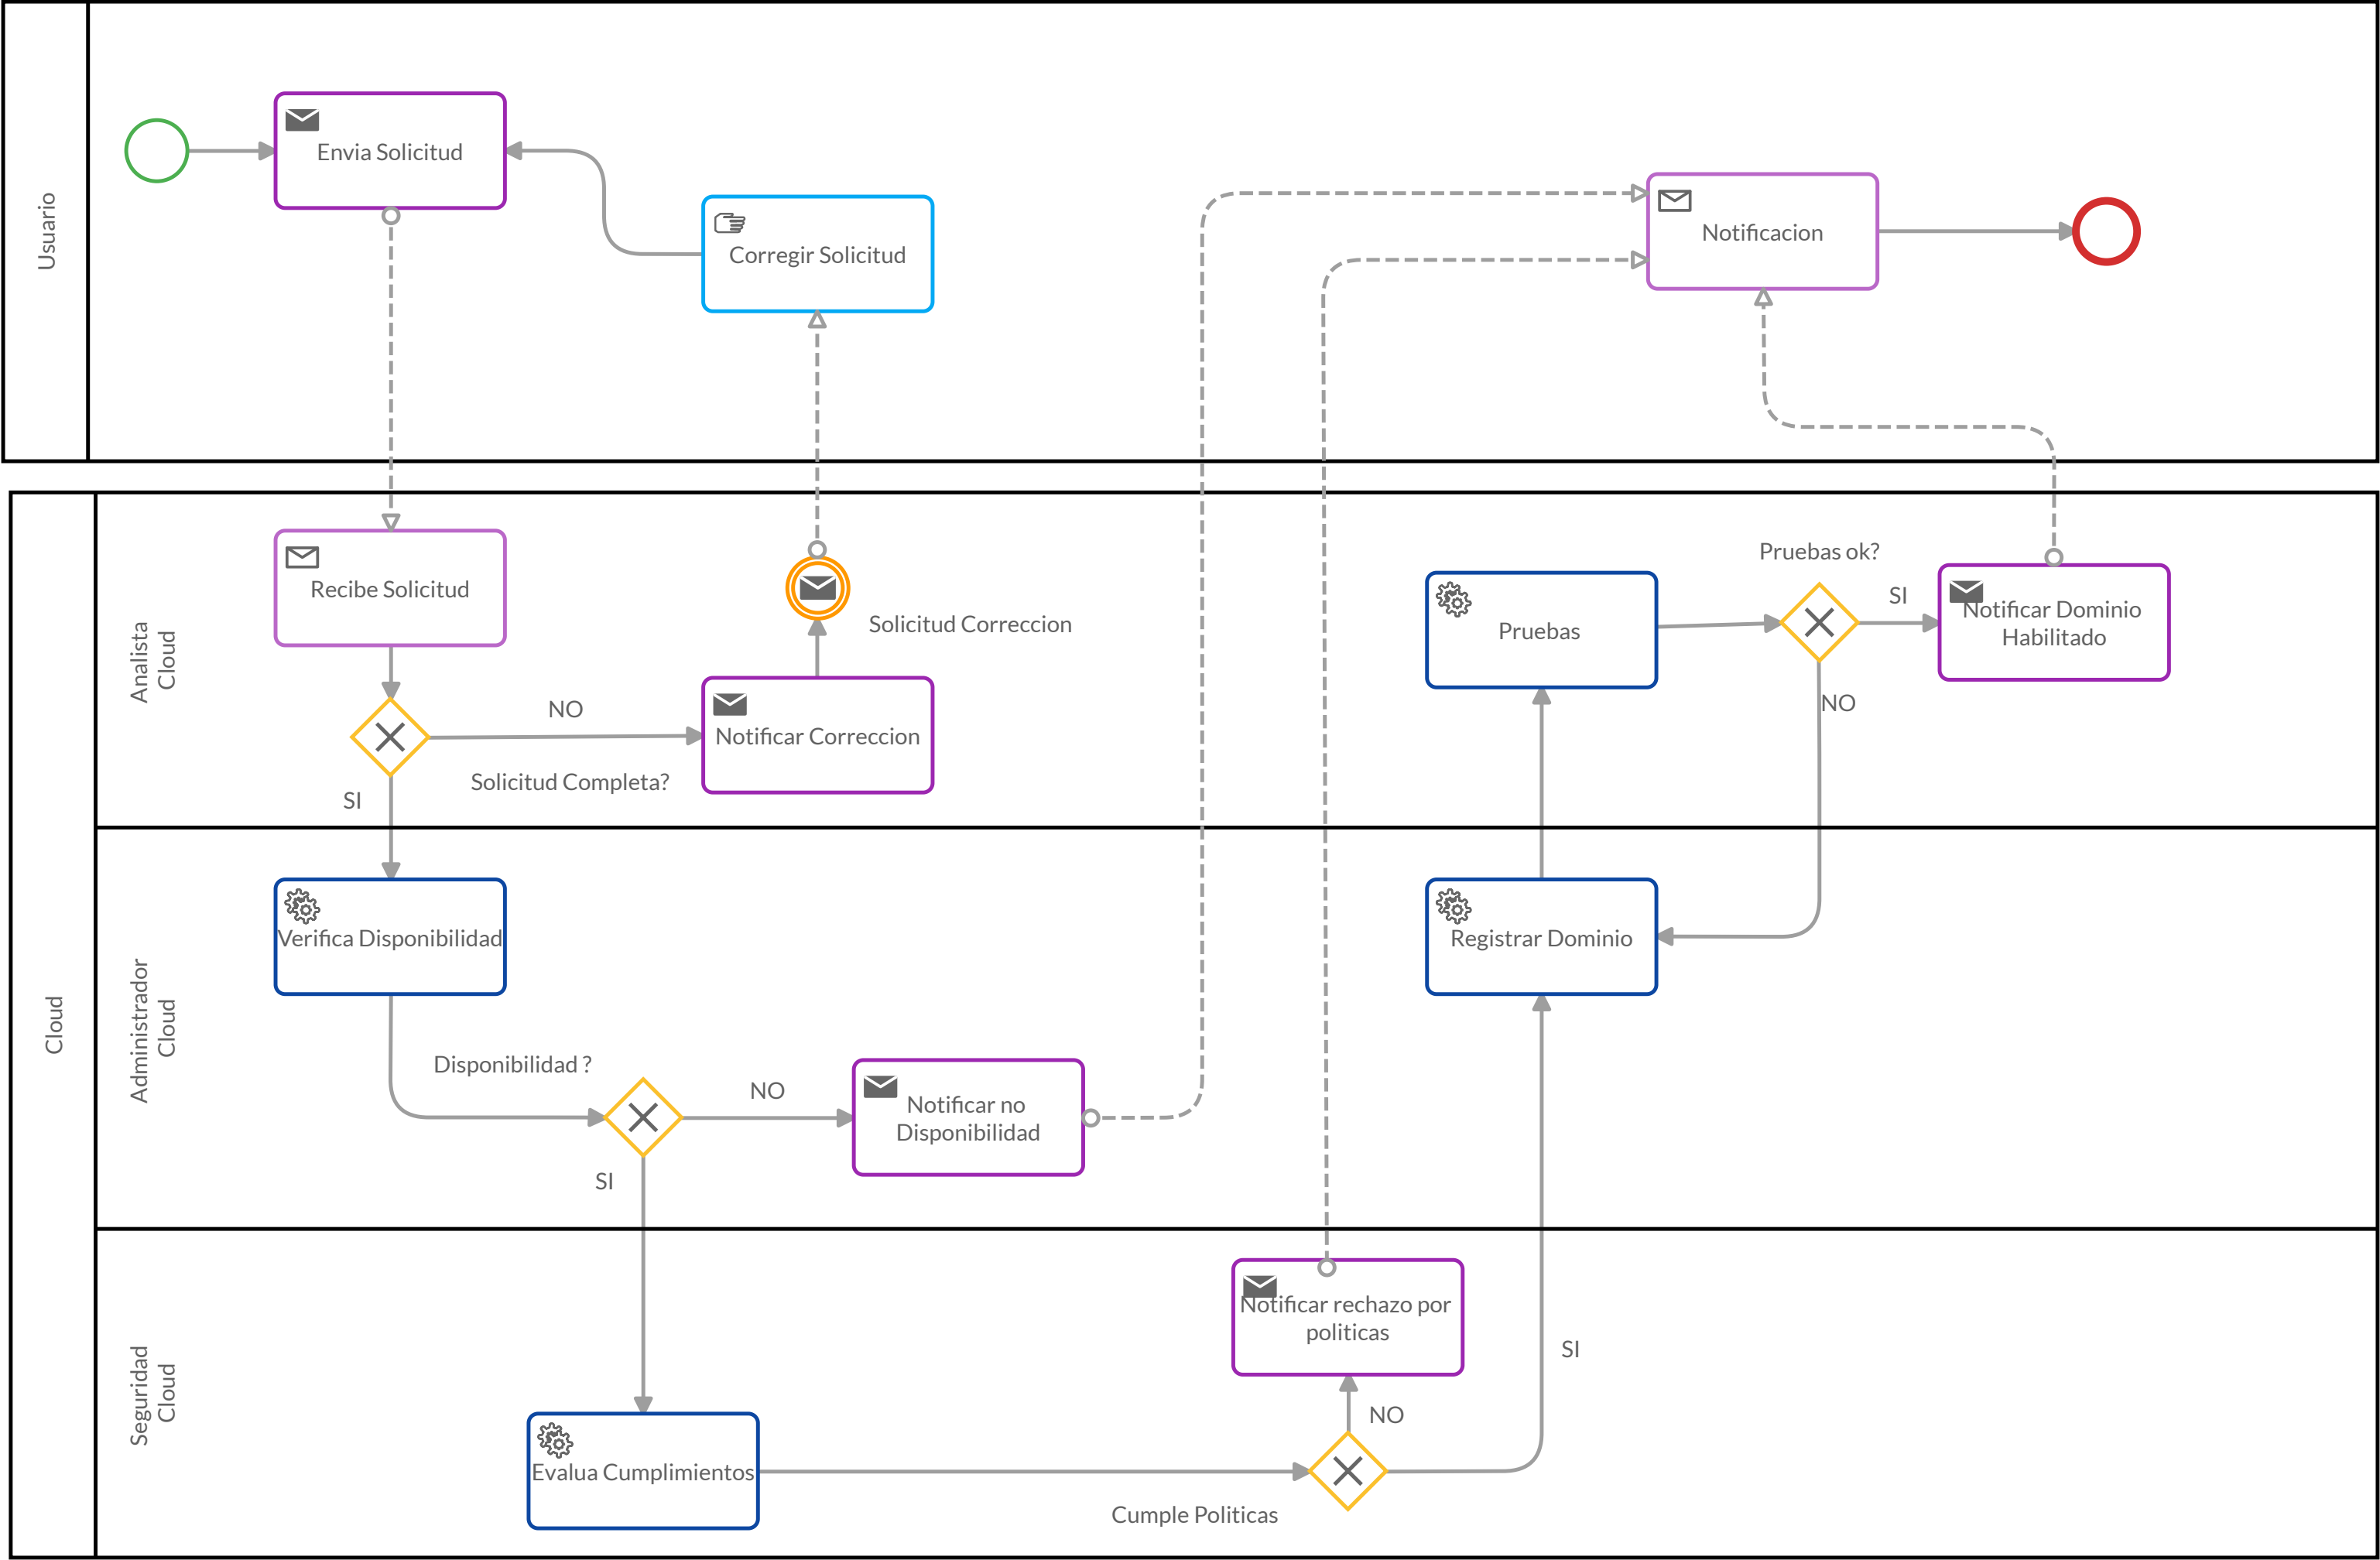 Usuario
Envia Solicitud
Corregir Solicitud
Notificacion
Cloud
Analista
Cloud
Recibe Solicitud
Solicitud Correccion
NO
Notificar Correccion
Solicitud Completa?
SI
Pruebas
Pruebas ok?
SI
Notificar Dominio
Habilitado
NO
Administrador
Cloud
Verifica Disponibilidad
Disponibilidad ?
NO
Notificar no
Disponibilidad
SI
Registrar Dominio
Seguridad
Cloud
Evalua Cumplimientos
Cumple Politicas
NO
Notificar rechazo por
politicas
SI